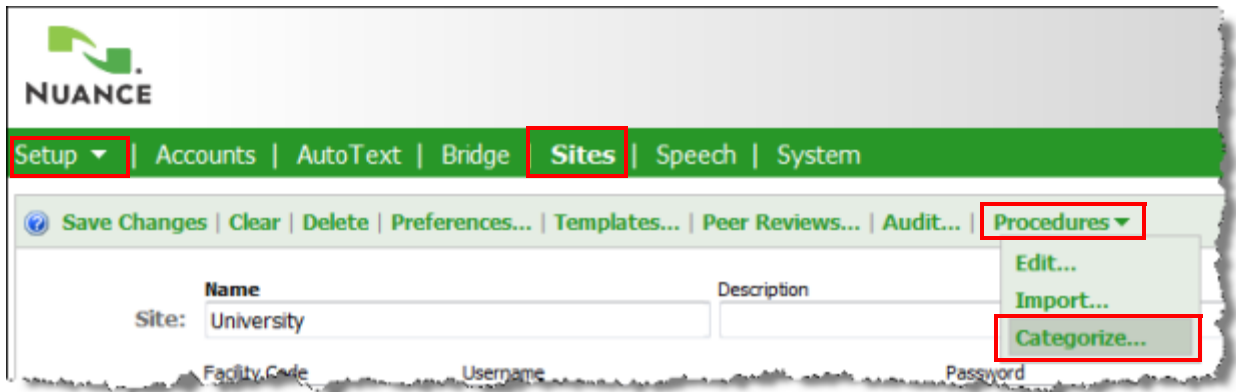 NUANCE
Setup ▼ | Accounts | AutoText | Bridge | Sites | Speech | System
Save Changes | Clear | Delete | Preferences... | Templates... | Peer Reviews... | Audit... | Procedures ▼
Edit...
Name Description
Import...
Site: University
Categorize...
Facility Code Username Password